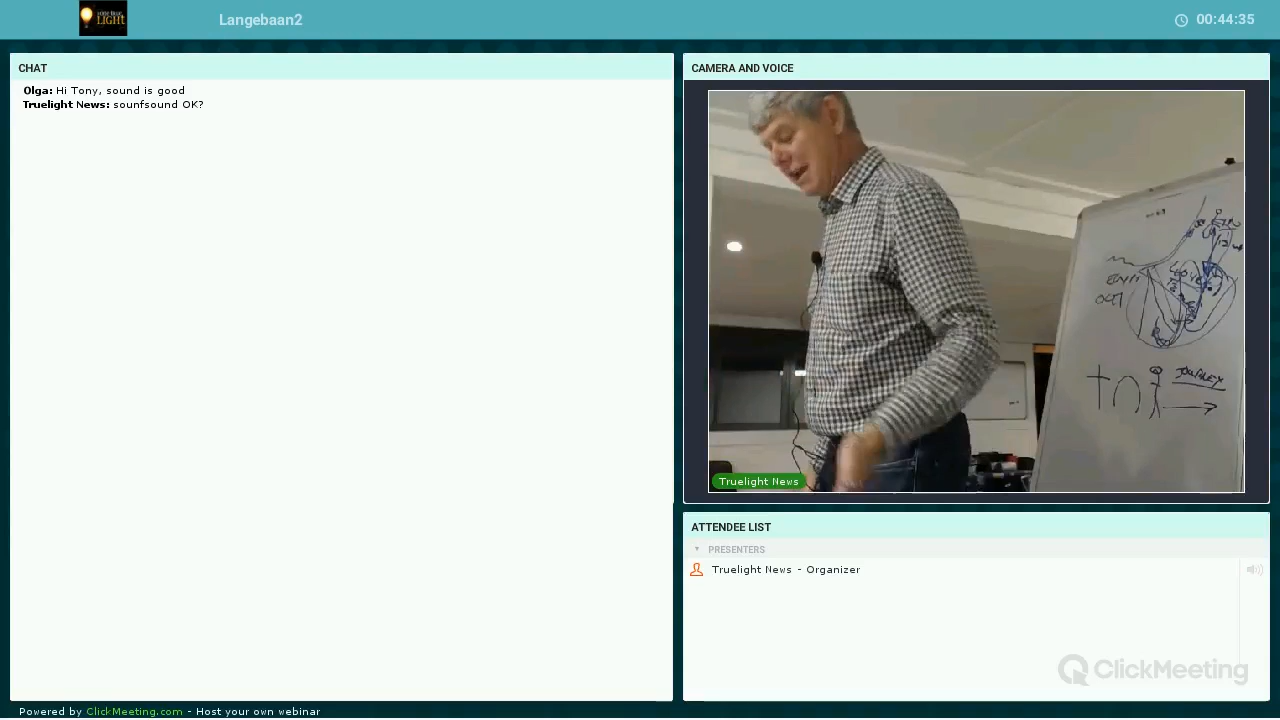 LIGHT
Langebaan2
00:44:35
CHAT
Olga: Hi Tony, sound is good
Truelight News: sounfsound OK?
CAMERA AND VOICE
JOURNEY
Truelight News
ATTENDEE LIST
PRESENTERS
Truelight News - Organizer
ClickMeeting
Powered by ClickMeeting.com - Host your own webinar